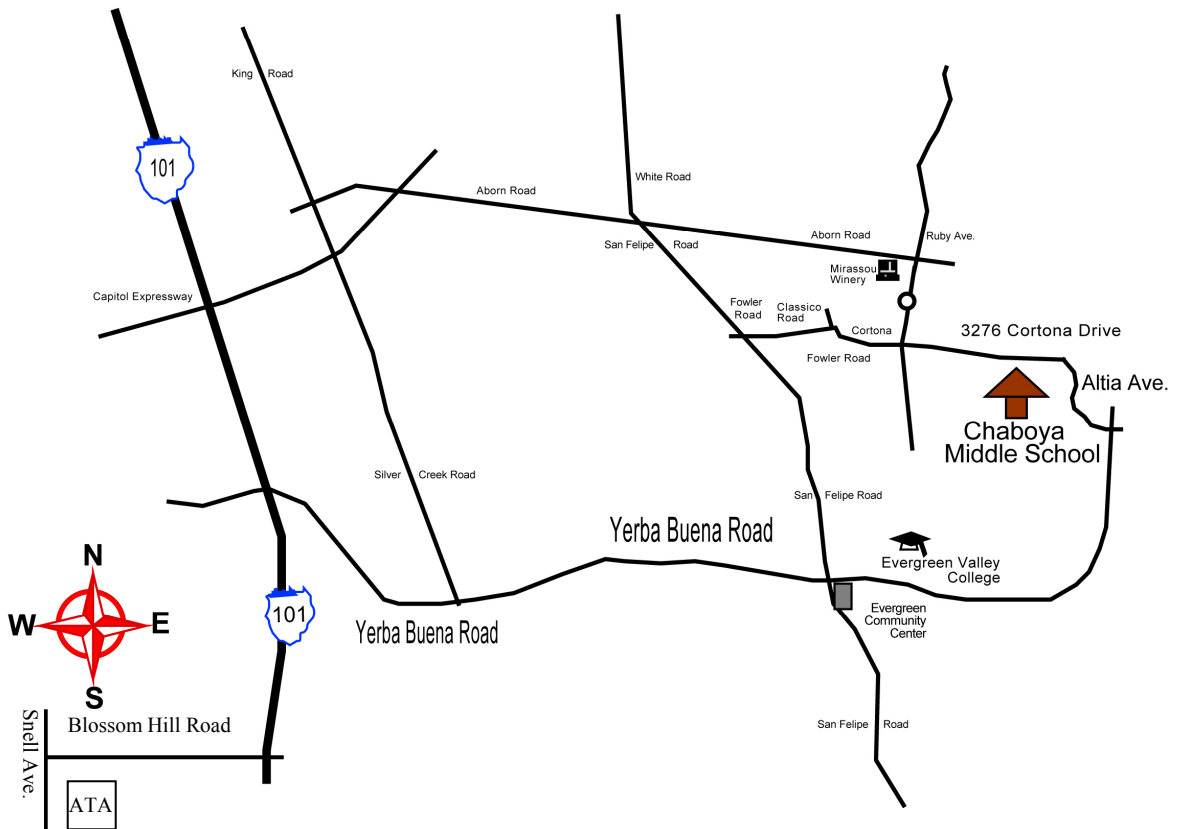 King Road
101
White Road
Aborn Road
San Felipe Road
Aborn Road
Ruby Ave.
Mirassou
Winery
Capitol Expressway
Fowler
Road
Classico
Road
Cortona
3276 Cortona Drive
Fowler Road
Altia Ave.
Chaboya
Middle School
Silver Creek Road
San Felipe Road
Yerba Buena Road
Evergreen Valley
College
N
W E
S
101
Yerba Buena Road
Evergreen
Community
Center
Snell Ave.
Blossom Hill Road
San Felipe Road
ATA